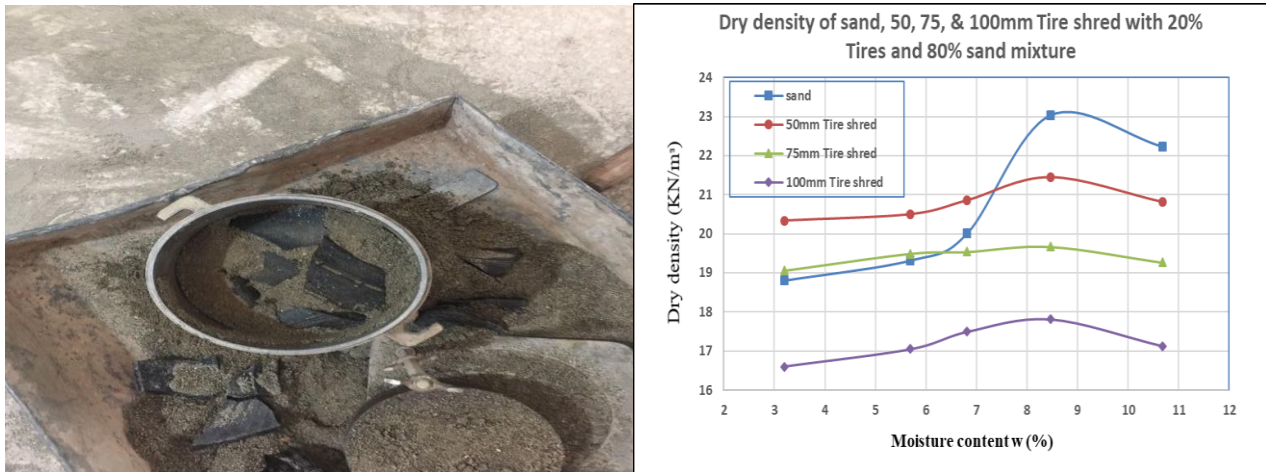 Dry density of sand, 50, 75, & 100mm Tire shred with 20%
Tires and 80% sand mixture
24
23
22
21
20
19
18
17
16
Dry density (KN/m³)
sand
50mm Tire shred
75mm Tire shred
100mm Tire shred
2 3 4 5 6 7 8 9 10 11 12
Moisture content w (%)